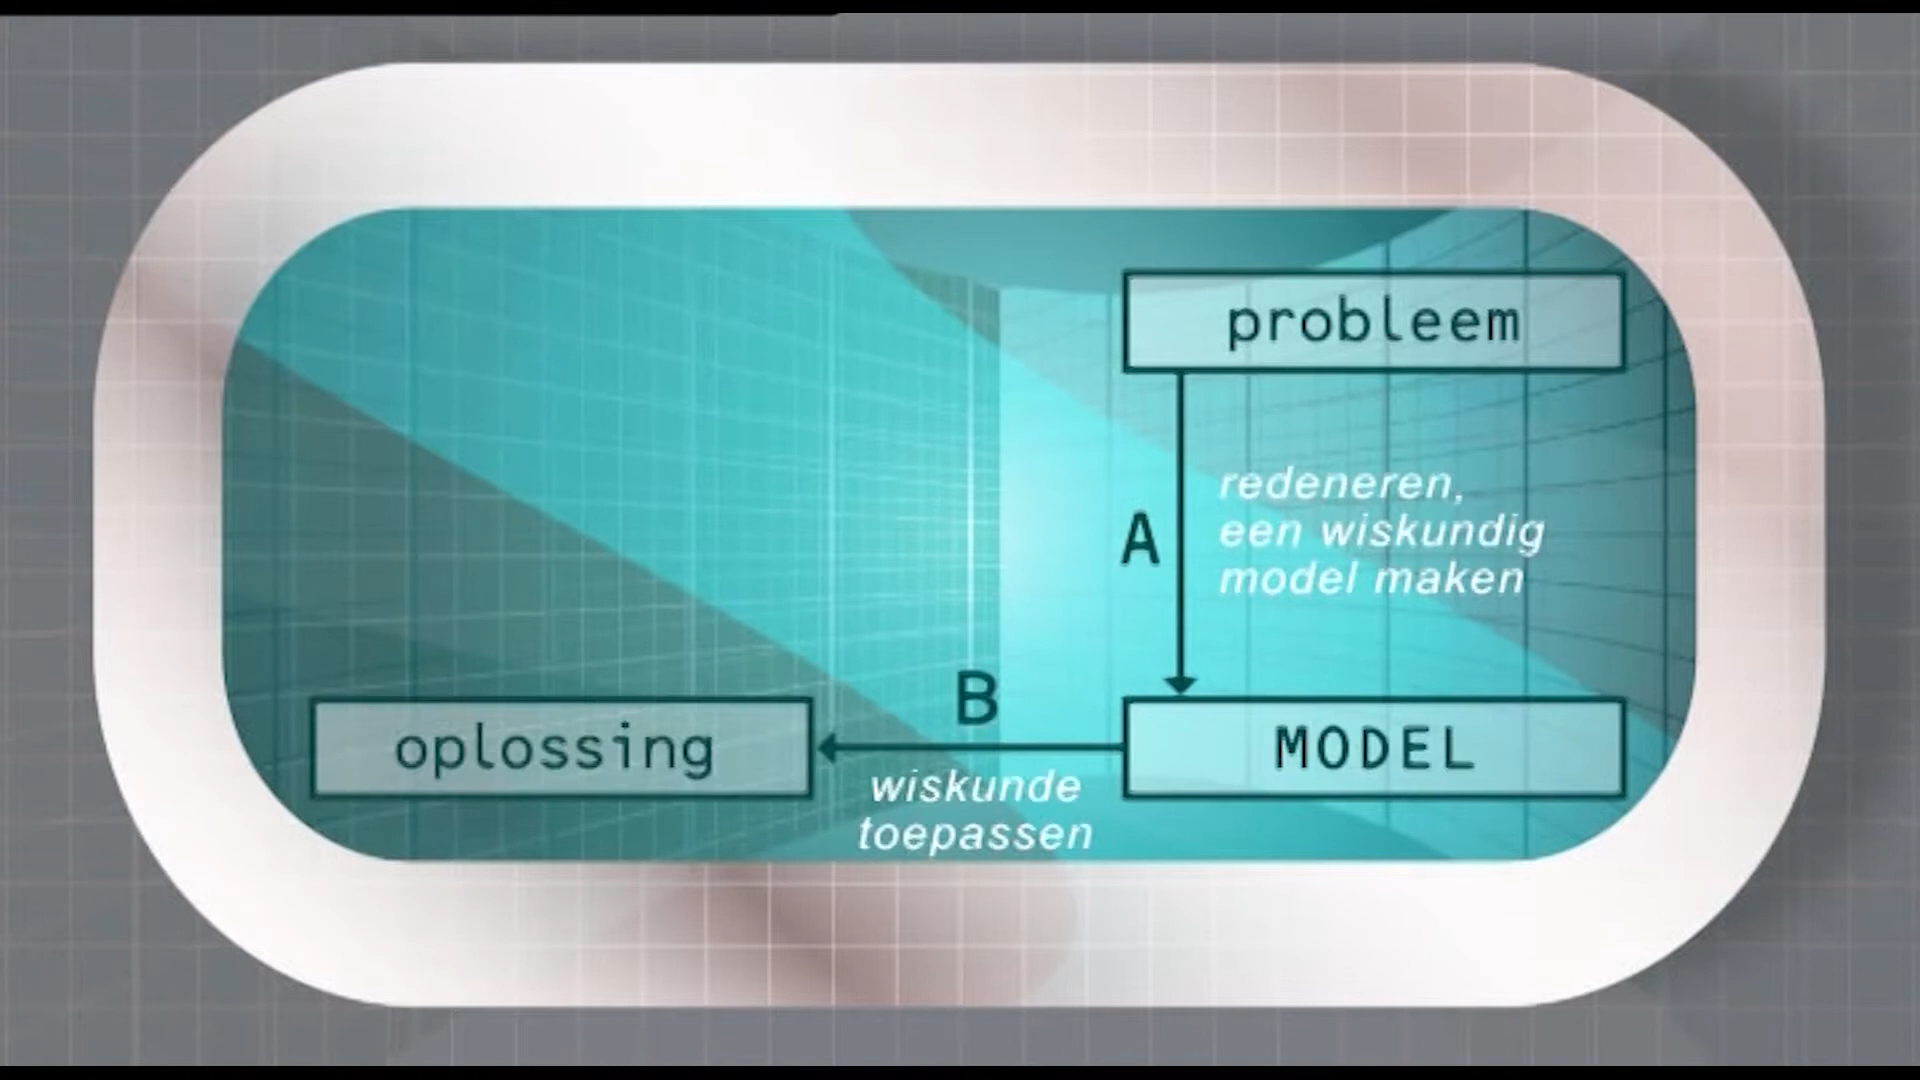 probleem
A
redeneren,
een wiskundig
model maken
MODEL
B
wiskunde
toepassen
oplossing